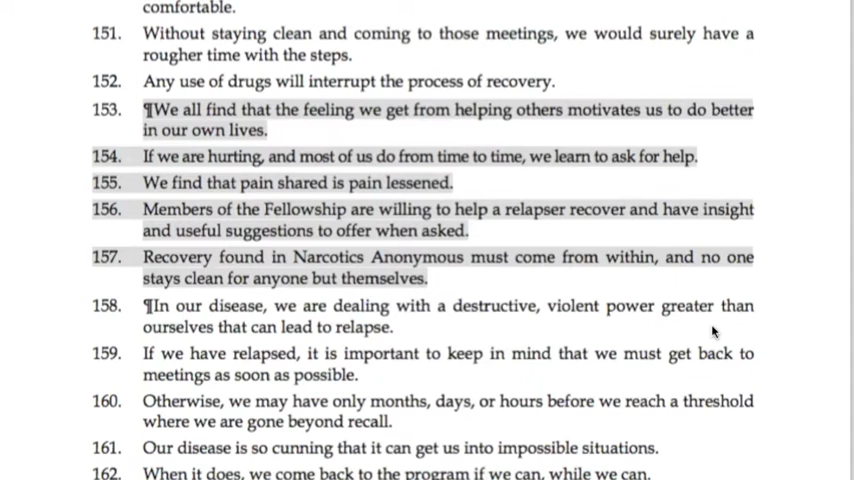 comfortable.
151. Without staying clean and coming to those meetings, we would surely have a
rougher time with the steps.
152. Any use of drugs will interrupt the process of recovery.
153. ¶We all find that the feeling we get from helping others motivates us to do better
in our own lives.
154. If we are hurting, and most of us do from time to time, we learn to ask for help.
155. We find that pain shared is pain lessened.
156. Members of the Fellowship are willing to help a relapser recover and have insight
and useful suggestions to offer when asked.
157. Recovery found in Narcotics Anonymous must come from within, and no one
stays clean for anyone but themselves.
158. ¶In our disease, we are dealing with a destructive, violent power greater than
ourselves that can lead to relapse.
159. If we have relapsed, it is important to keep in mind that we must get back to
meetings as soon as possible.
160. Otherwise, we may have only months, days, or hours before we reach a threshold
where we are gone beyond recall.
161. Our disease is so cunning that it can get us into impossible situations.
162. When it does, we come back to the program if we can, while we can.